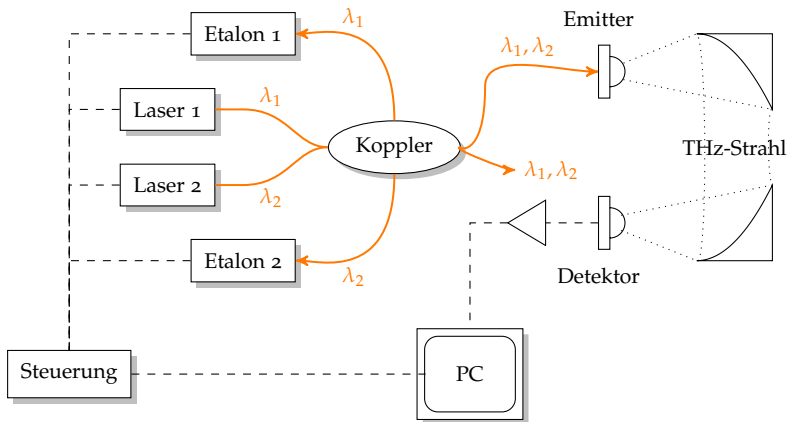 Etalon 1
λ₁
Emitter
λ₁, λ₂
Laser 1
λ₁
Koppler
THz-Strahl
Laser 2
λ₂
λ₁, λ₂
Etalon 2
λ₂
Detektor
Steuerung
PC